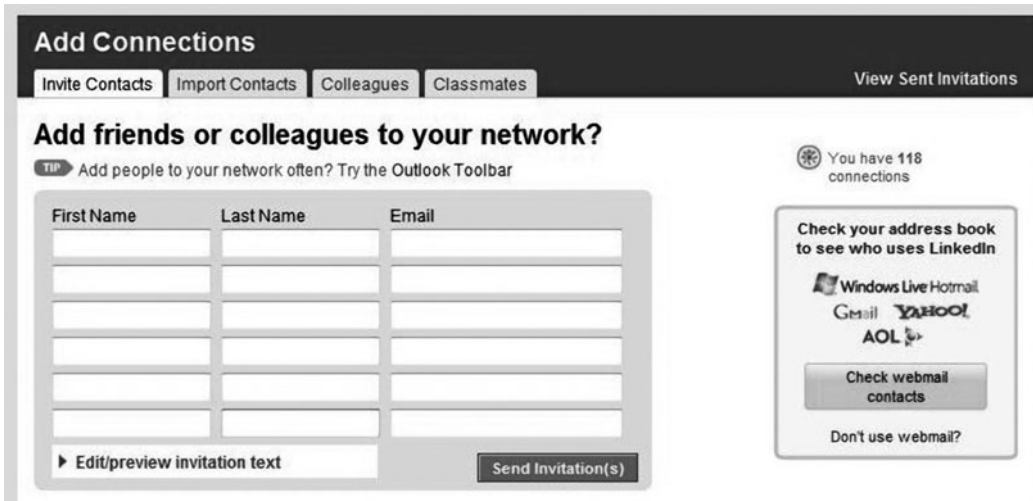 Add Connections
Invite Contacts Import Contacts Colleagues Classmates View Sent Invitations
Add friends or colleagues to your network?
TIP Add people to your network often? Try the Outlook Toolbar
First Name Last Name Email
Edit/preview invitation text
Send Invitation(s)
You have 118
connections
Check your address book
to see who uses LinkedIn
Windows Live Hotmail
Gmail YAHOO!
AOL
Check webmail
contacts
Don't use webmail?